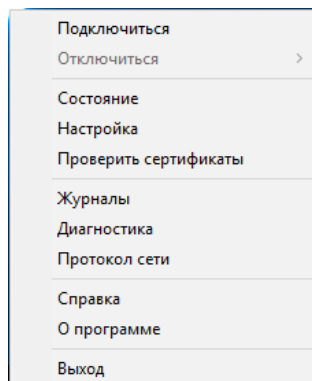 Подключиться
Отключиться
Состояние
Настройка
Проверить сертификаты
Журналы
Диагностика
Протокол сети
Справка
О программе
Выход